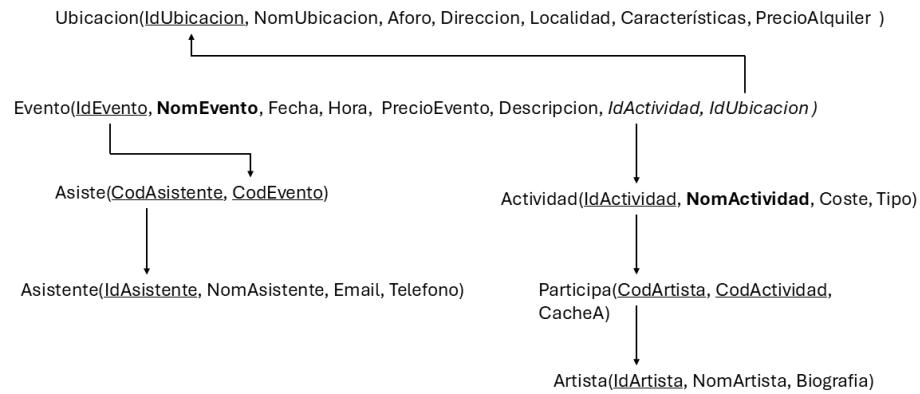 Ubicacion(IdUbicacion, NomUbicacion, Aforo, Direccion, Localidad, Características, PrecioAlquiler )
Evento(IdEvento, NomEvento, Fecha, Hora, PrecioEvento, Descripcion, IdActividad, IdUbicacion)
Asiste(CodAsistente, CodEvento)
Actividad(IdActividad, NomActividad, Coste, Tipo)
Asistente(IdAsistente, NomAsistente, Email, Telefono)
Participa(CodArtista, CodActividad,
CacheA)
Artista(IdArtista, NomArtista, Biografia)